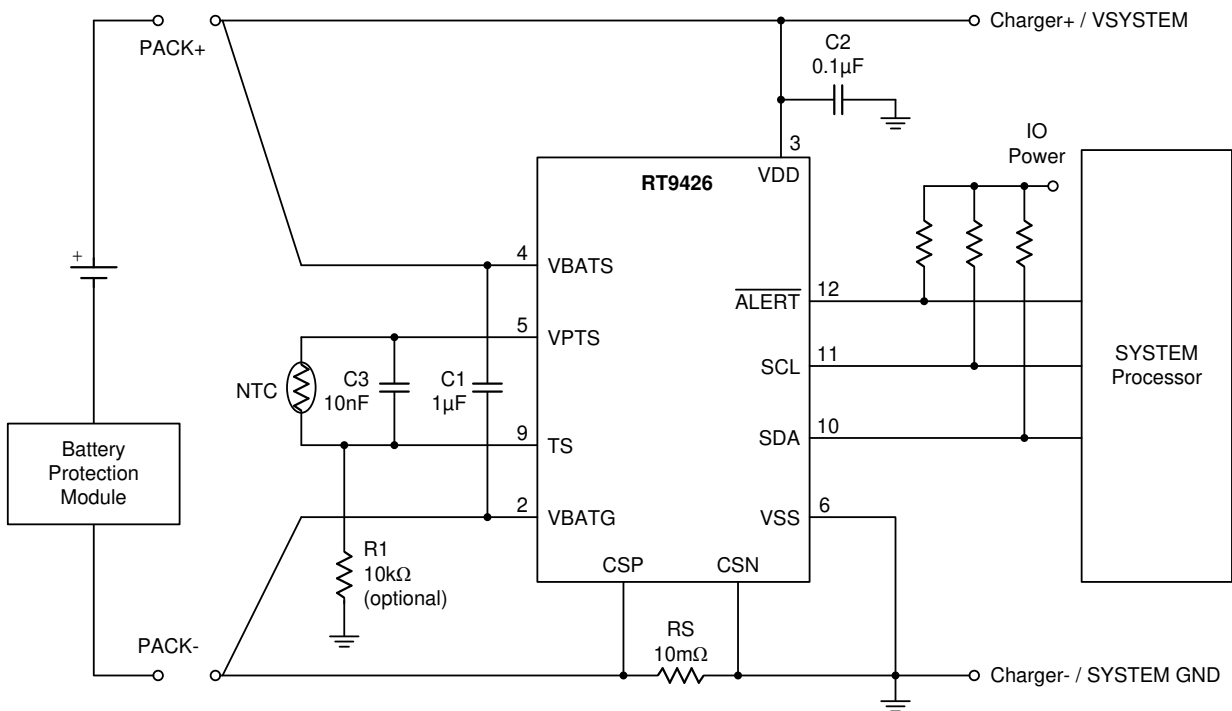 PACK+
Charger+ / VSYSTEM
C2
0.1µF
3
VDD
RT9426
IO
Power
+
4
VBATS
ALERT
12
5
VPTS
NTC
C3
10nF
C1
1µF
SCL
11
SYSTEM
Processor
9
TS
SDA
10
Battery
Protection
Module
2
VBATG
VSS
6
R1
10kΩ
(optional)
CSP
CSN
PACK-
RS
10mΩ
Charger- / SYSTEM GND